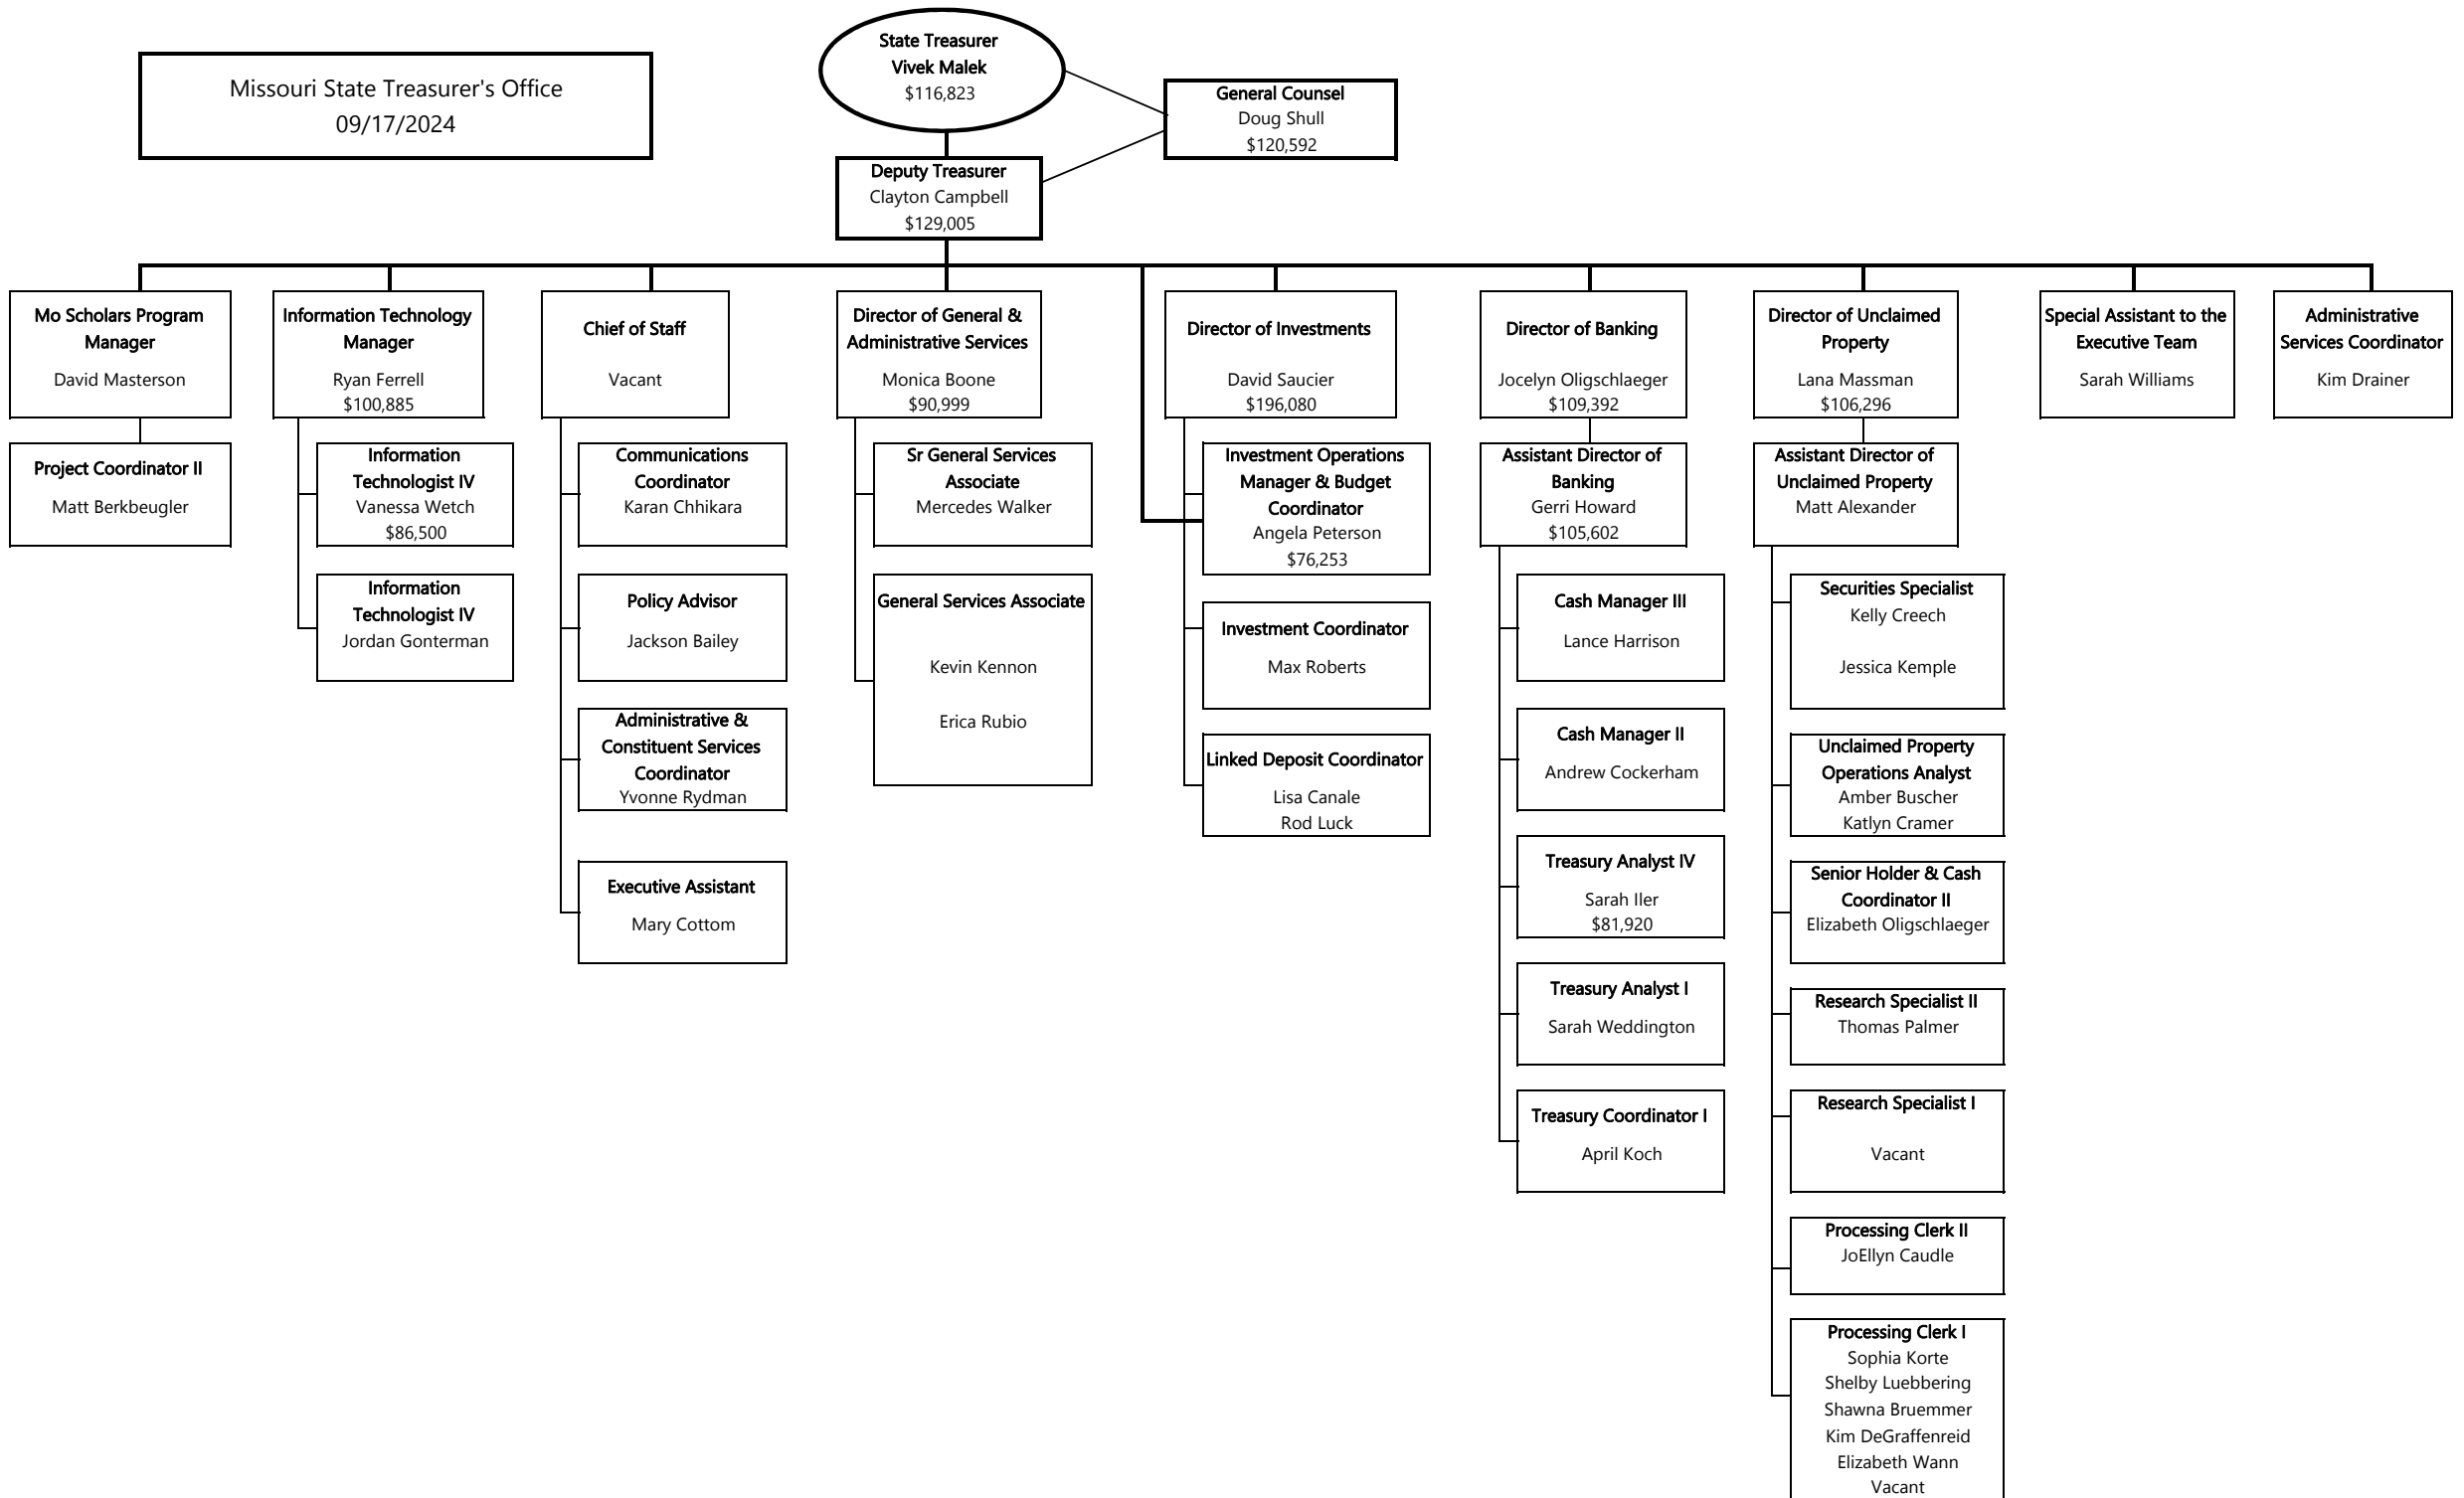 Missouri State Treasurer's Office
09/17/2024
State Treasurer
Vivek Malek
$116,823
General Counsel
Doug Shull
$120,592
Deputy Treasurer
Clayton Campbell
$129,005
Mo Scholars Program
Manager
David Masterson
Project Coordinator II
Matt Berkbeugler
Information Technology
Manager
Ryan Ferrell
$100,885
Information
Technologist IV
Vanessa Wetch
$86,500
Information
Technologist IV
Jordan Gonterman
Chief of Staff
Vacant
Communications
Coordinator
Karan Chhikara
Policy Advisor
Jackson Bailey
Administrative &
Constituent Services
Coordinator
Yvonne Rydman
Executive Assistant
Mary Cottom
Director of General &
Administrative Services
Monica Boone
$90,999
Sr General Services
Associate
Mercedes Walker
General Services Associate
Kevin Kennon
Erica Rubio
Director of Investments
David Saucier
$196,080
Investment Operations
Manager & Budget
Coordinator
Angela Peterson
$76,253
Investment Coordinator
Max Roberts
Linked Deposit Coordinator
Lisa Canale
Rod Luck
Director of Banking
Jocelyn Oligschlaeger
$109,392
Assistant Director of
Banking
Gerri Howard
$105,602
Cash Manager III
Lance Harrison
Cash Manager II
Andrew Cockerham
Treasury Analyst IV
Sarah Iler
$81,920
Treasury Analyst I
Sarah Weddington
Treasury Coordinator I
April Koch
Director of Unclaimed
Property
Lana Massman
$106,296
Assistant Director of
Unclaimed Property
Matt Alexander
Securities Specialist
Kelly Creech
Jessica Kemple
Unclaimed Property
Operations Analyst
Amber Buscher
Katlyn Cramer
Senior Holder & Cash
Coordinator II
Elizabeth Oligschlaeger
Research Specialist II
Thomas Palmer
Research Specialist I
Vacant
Processing Clerk II
JoEllyn Caudle
Processing Clerk I
Sophia Korte
Shelby Luebbering
Shawna Bruemmer
Kim DeGraffenreid
Elizabeth Wann
Vacant
Special Assistant to the
Executive Team
Sarah Williams
Administrative
Services Coordinator
Kim Drainer